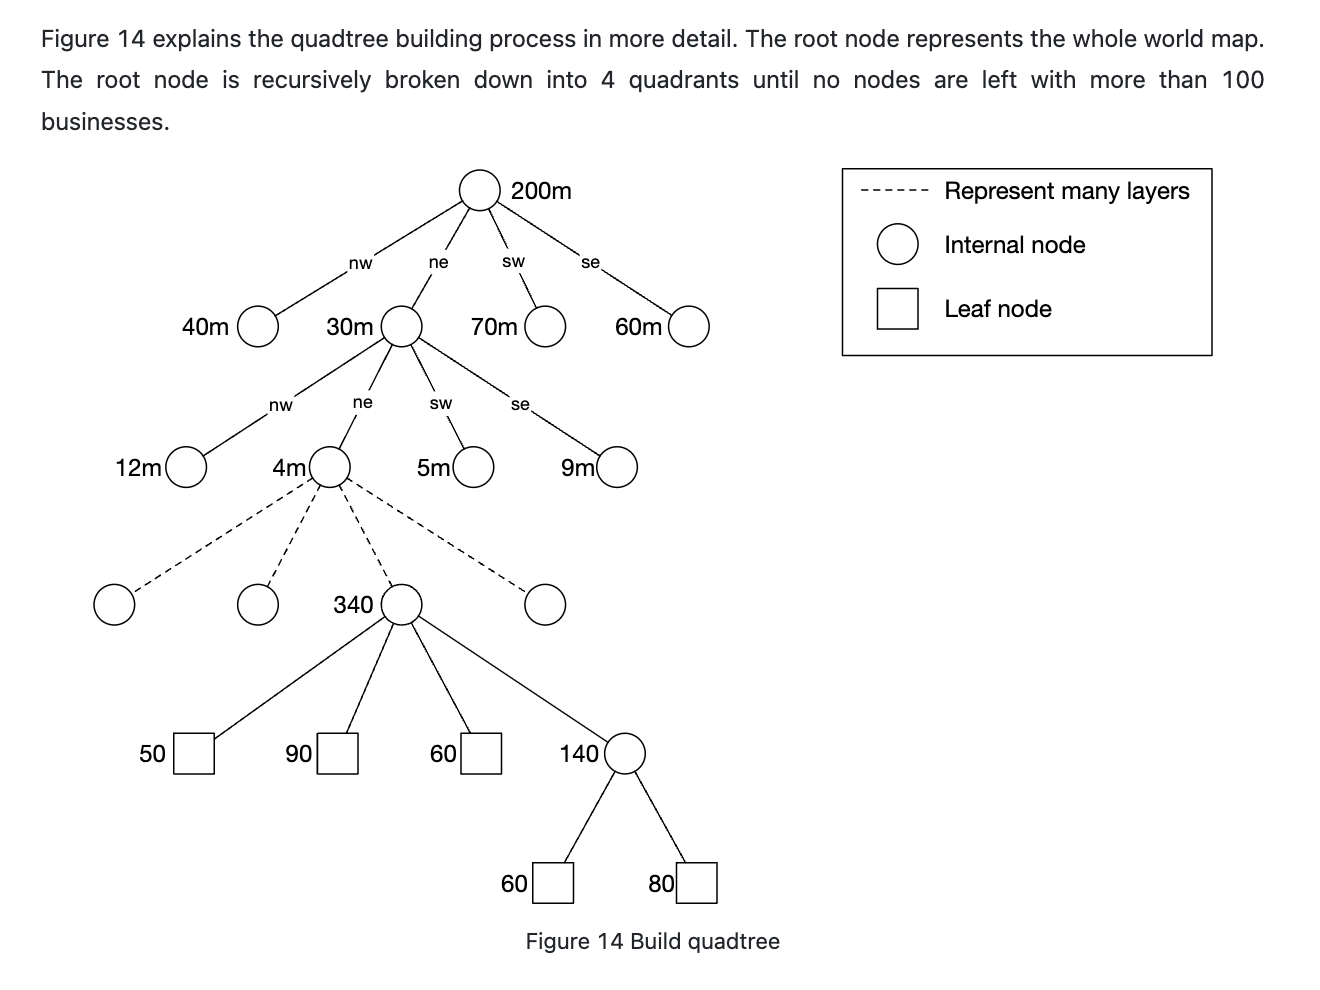 Figure 14 explains the quadtree building process in more detail. The root node represents the whole world map.
The root node is recursively broken down into 4 quadrants until no nodes are left with more than 100
businesses.
200m
Represent many layers
Internal node
Leaf node
nw ne sw se
40m 30m 70m 60m
nw ne sw se
12m 4m 5m 9m
340
50 90 60 140
60 80
Figure 14 Build quadtree